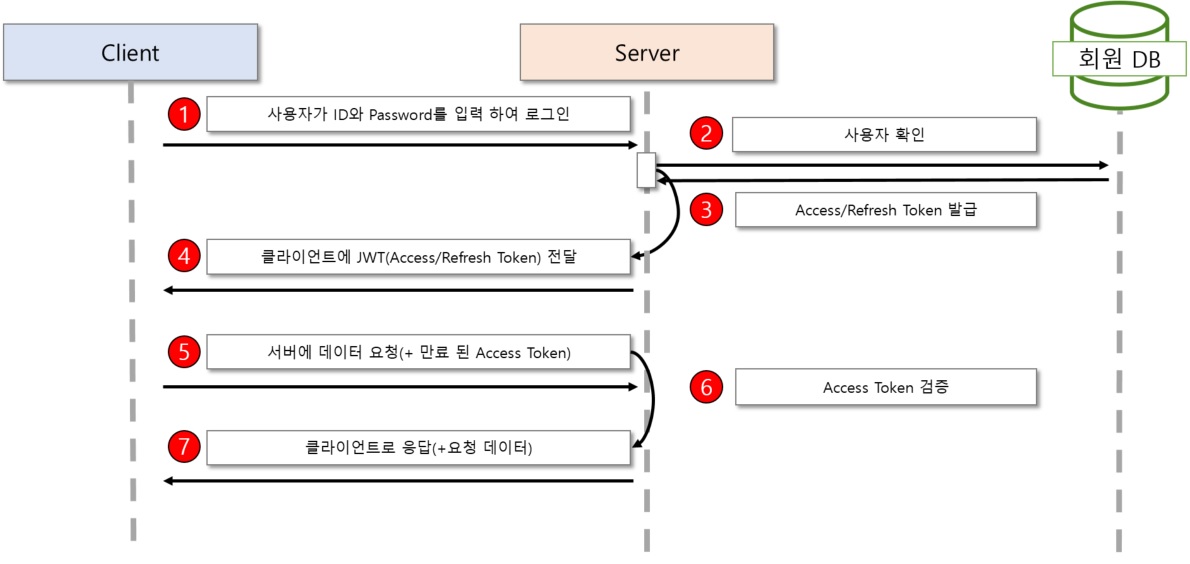 Client
Server
회원 DB
1
사용자가 ID와 Password를 입력 하여 로그인
2
사용자 확인
3
Access/Refresh Token 발급
4
클라이언트에 JWT(Access/Refresh Token) 전달
5
서버에 데이터 요청(+ 만료 된 Access Token)
6
Access Token 검증
7
클라이언트로 응답(+요청 데이터)